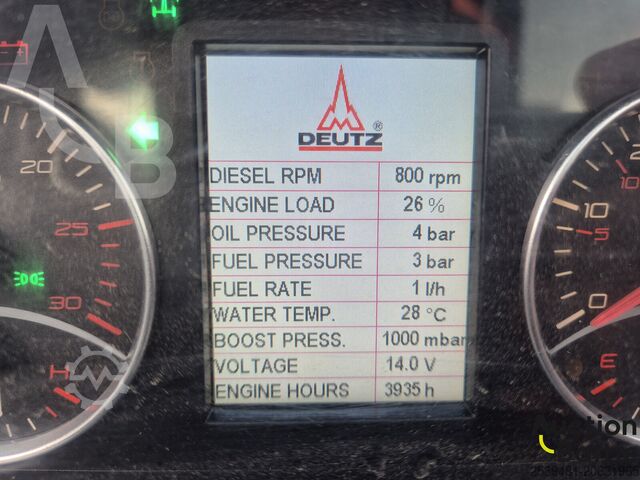 DEUTZ®
DIESEL RPM 800 rpm
ENGINE LOAD 26 %
OIL PRESSURE 4 bar
FUEL PRESSURE 3 bar
FUEL RATE 1 l/h
WATER TEMP. 28 °C
BOOST PRESS. 1000 mbar
VOLTAGE 14.0 V
ENGINE HOURS 3935 h
20
25
30
H
10
5
0
E